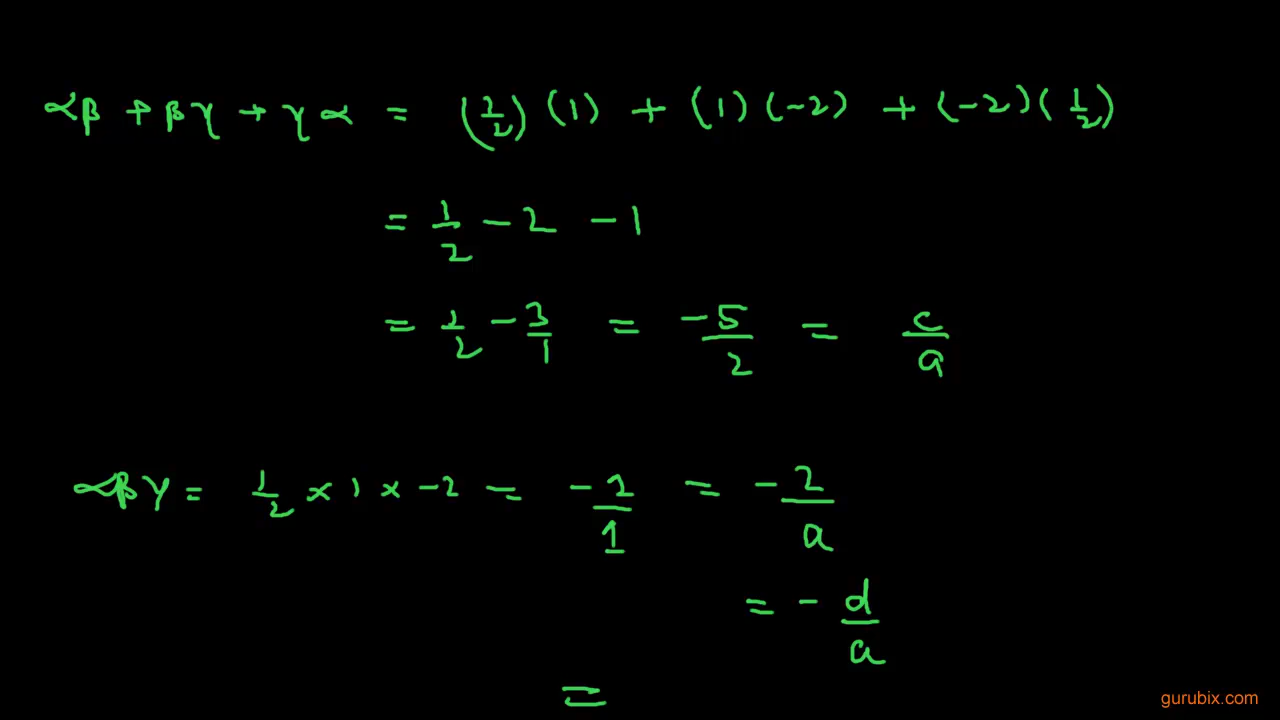 αβ + βγ + γα = (1/2)(1) + (1)(-2) + (-2)(1/2)
= 1/2 - 2 - 1
= 1/2 - 3/1 = -5/2 = c/a
αβγ = 1/2 × 1 × -2 = -1/1 = -2/a
= -d/a
=
gurubix.com